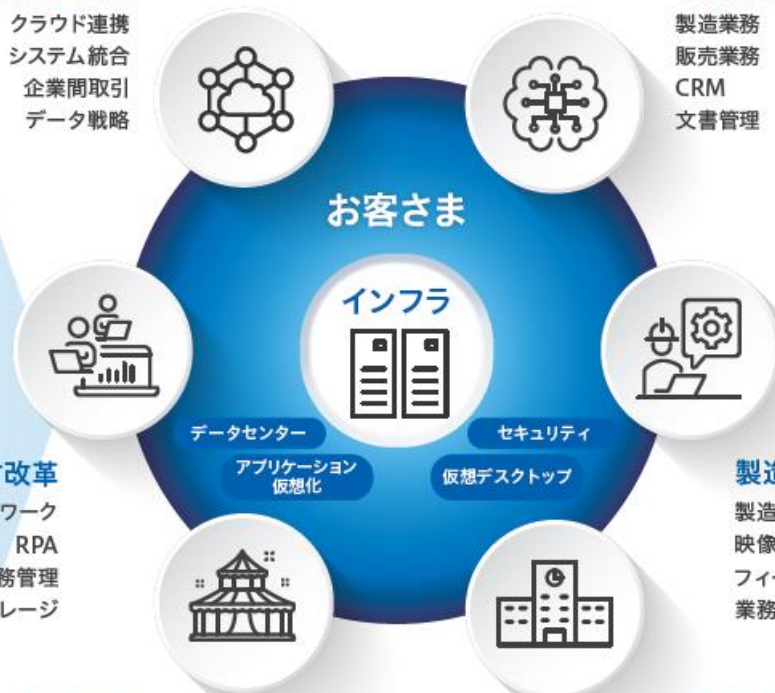 クラウド連携
システム統合
企業間取引
データ戦略
製造業務
販売業務
CRM
文書管理
お客さま
インフラ
データセンター
セキュリティ
アプリケーション
仮想化
仮想デスクトップ
改革
ワーク
RPA
務管理
レージ
製造
製造
映像
フィー
業務